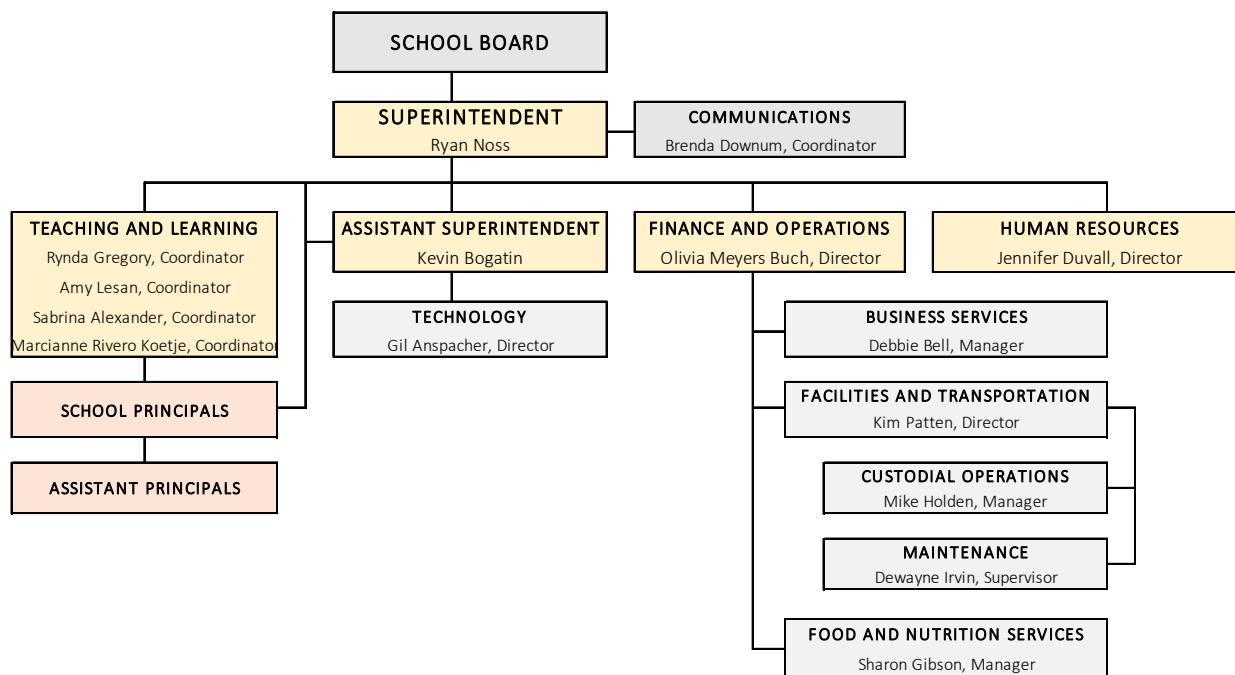 SCHOOL BOARD
SUPERINTENDENT
Ryan Noss
COMMUNICATIONS
Brenda Downum, Coordinator
TEACHING AND LEARNING
Rynda Gregory, Coordinator
Amy Lesan, Coordinator
Sabrina Alexander, Coordinator
Marcianne Rivero Koetje, Coordinator
ASSISTANT SUPERINTENDENT
Kevin Bogatin
FINANCE AND OPERATIONS
Olivia Meyers Buch, Director
HUMAN RESOURCES
Jennifer Duvall, Director
TECHNOLOGY
Gil Anspacher, Director
BUSINESS SERVICES
Debbie Bell, Manager
SCHOOL PRINCIPALS
FACILITIES AND TRANSPORTATION
Kim Patten, Director
ASSISTANT PRINCIPALS
CUSTODIAL OPERATIONS
Mike Holden, Manager
MAINTENANCE
Dewayne Irvin, Supervisor
FOOD AND NUTRITION SERVICES
Sharon Gibson, Manager